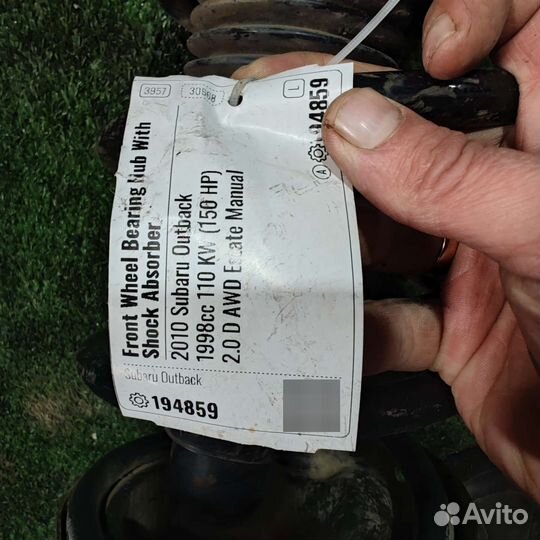 3957
30968
L
Front Wheel Bearing Hub With
Shock Absorber
2010 Subaru Outback
1998cc 110 KW (150 HP)
2.0 D AWD Estate Manual
Subaru Outback
194859
A 194859
Avito